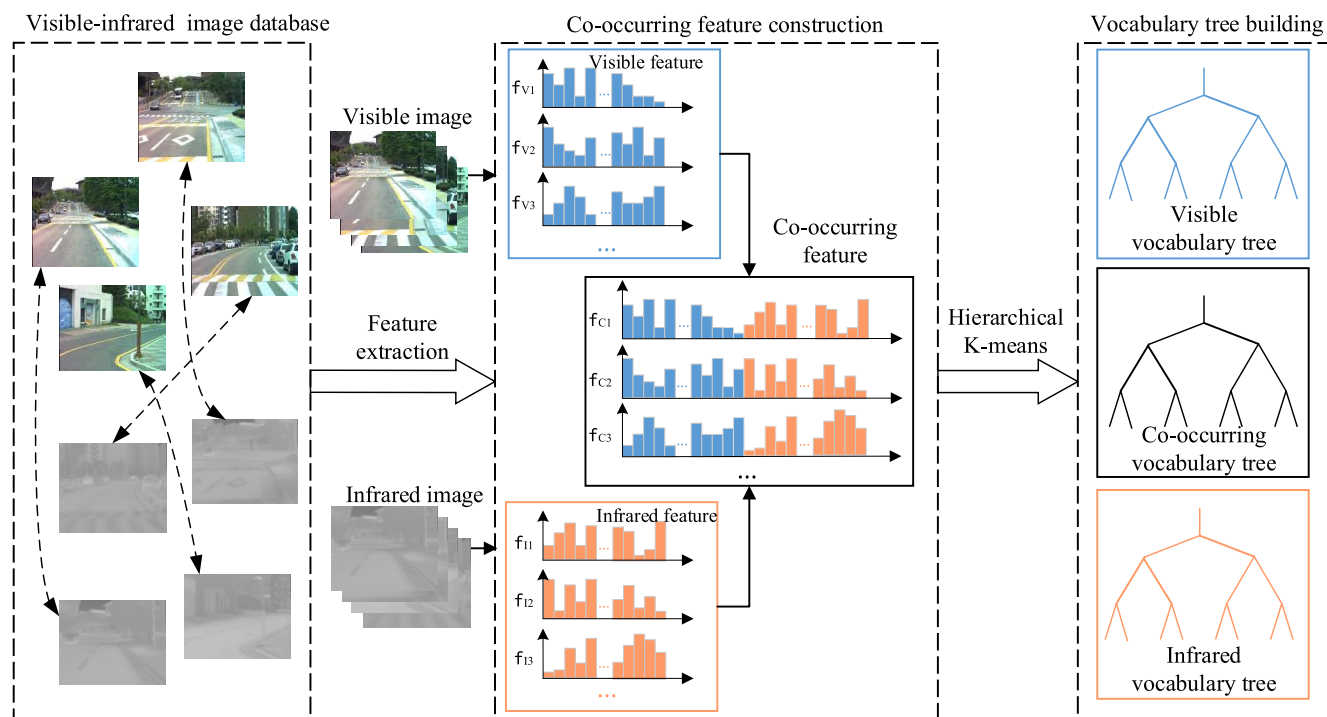 Visible-infrared image database
Co-occurring feature construction
Vocabulary tree building
Visible image
Visible feature
fV1
...
fV2
...
fV3
...
...
Feature
extraction
Co-occurring
feature
fC1
... ...
fC2
... ...
fC3
... ...
...
Infrared image
Infrared feature
fI1
...
fI2
...
fI3
...
...
Hierarchical
K-means
Visible
vocabulary tree
Co-occurring
vocabulary tree
Infrared
vocabulary tree